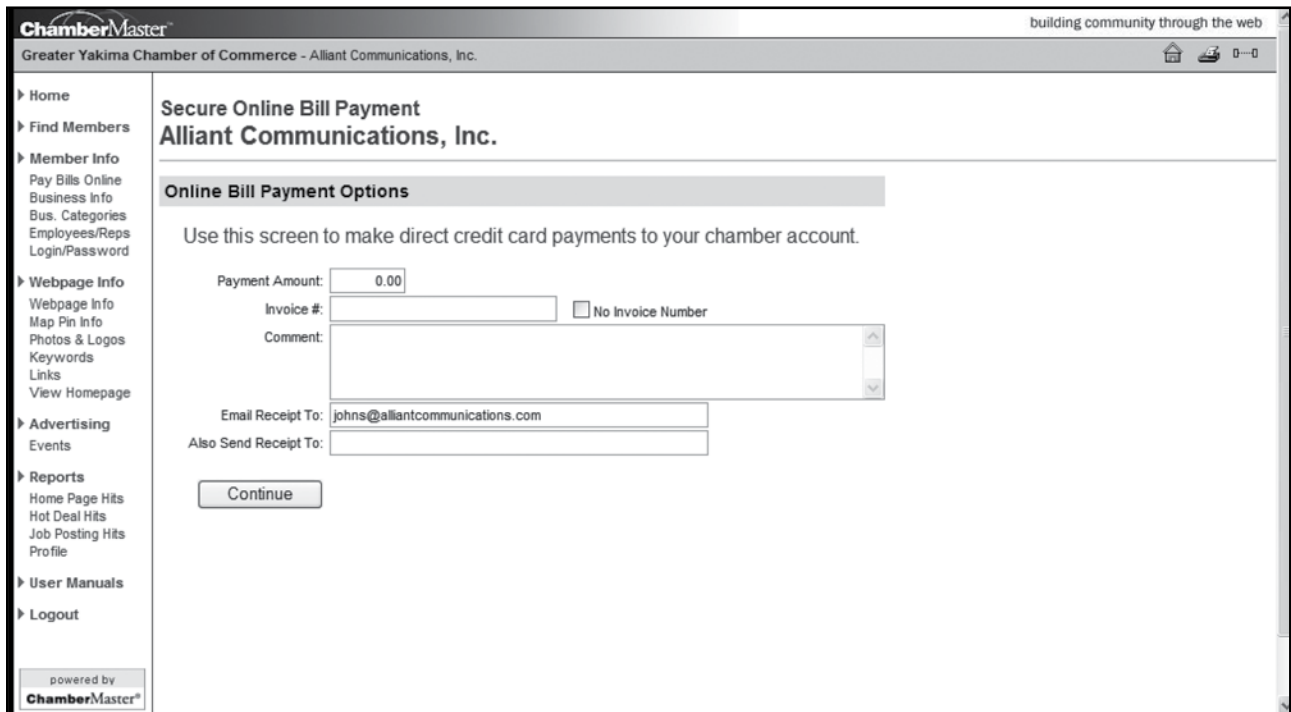 ChamberMaster™
building community through the web
Greater Yakima Chamber of Commerce - Alliant Communications, Inc.
Home
Find Members
Member Info
Pay Bills Online
Business Info
Bus. Categories
Employees/Reps
Login/Password
Webpage Info
Webpage Info
Map Pin Info
Photos & Logos
Keywords
Links
View Homepage
Advertising
Events
Reports
Home Page Hits
Hot Deal Hits
Job Posting Hits
Profile
User Manuals
Logout
powered by
ChamberMaster®
Secure Online Bill Payment
Alliant Communications, Inc.
Online Bill Payment Options
Use this screen to make direct credit card payments to your chamber account.
Payment Amount: 0.00
Invoice #: No Invoice Number
Comment:
Email Receipt To: johns@alliantcommunications.com
Also Send Receipt To:
Continue